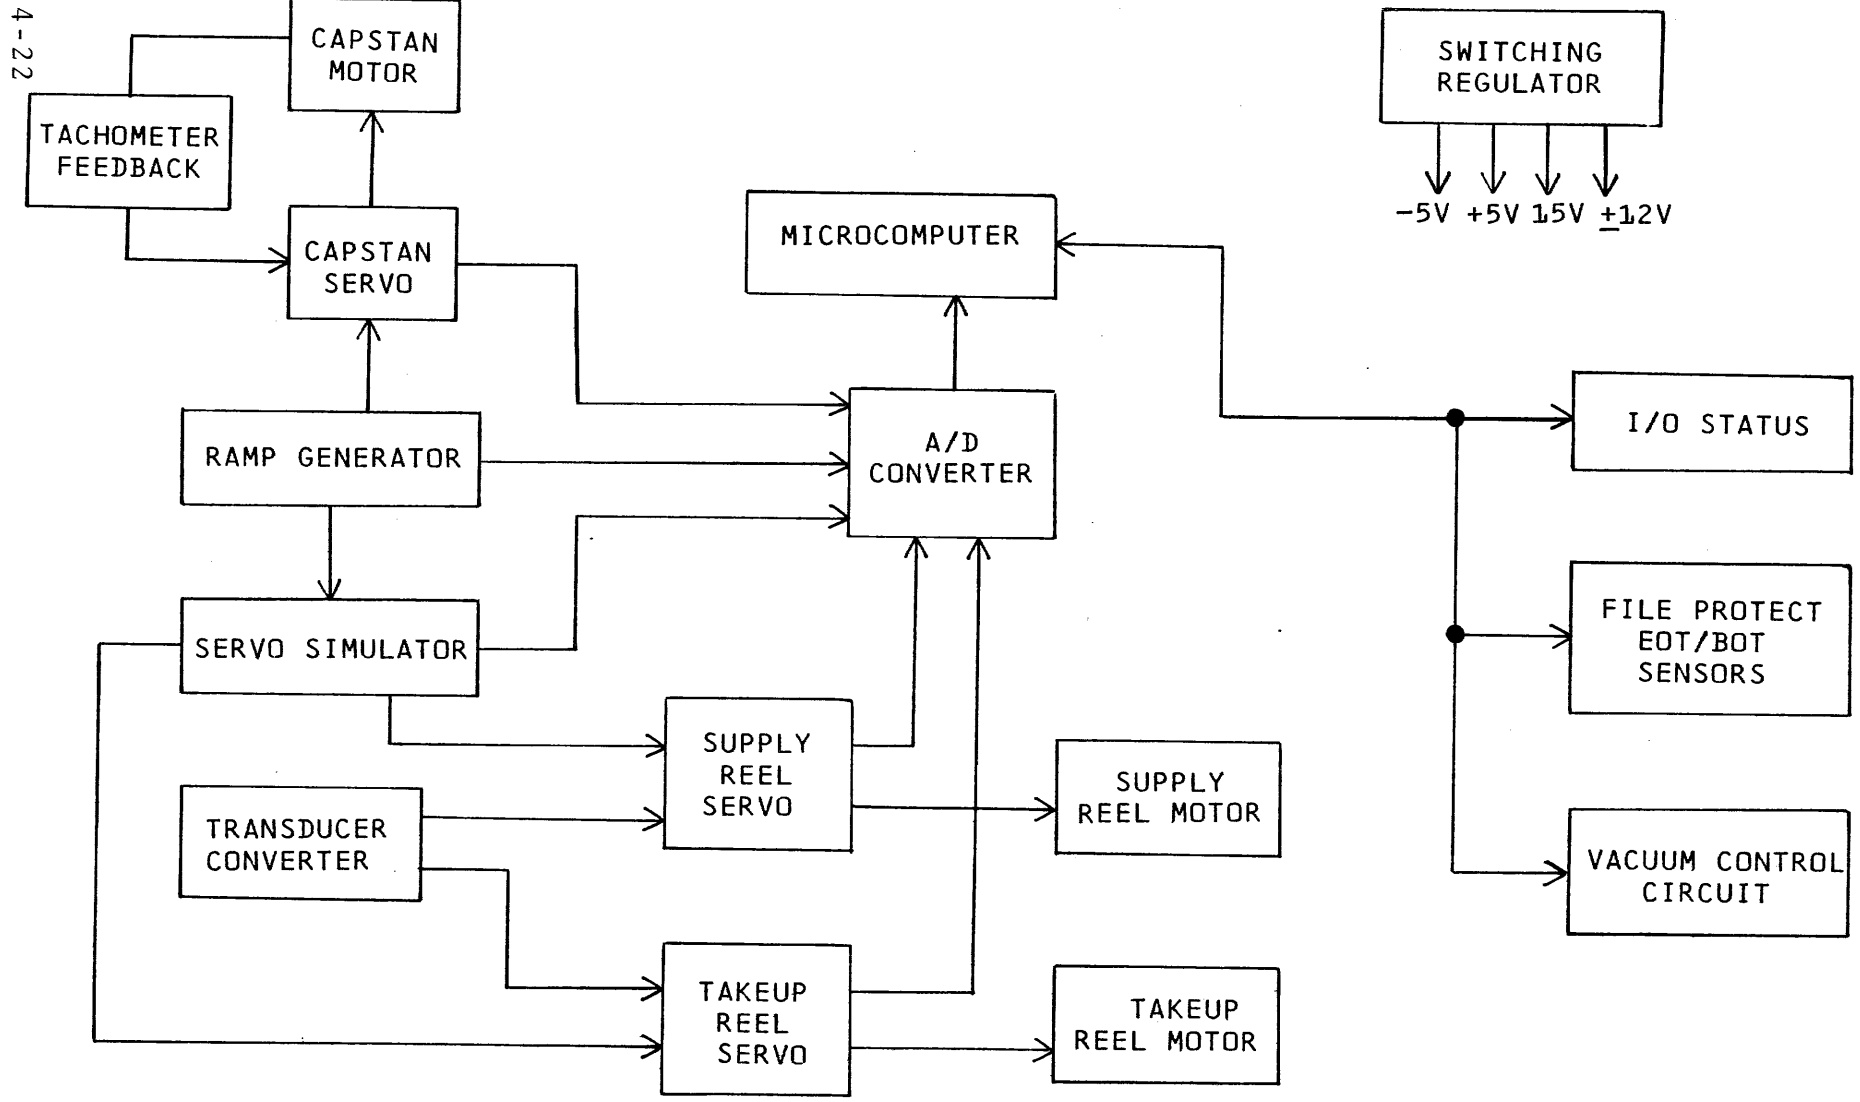 4-22
CAPSTAN
MOTOR
SWITCHING
REGULATOR
TACHOMETER
FEEDBACK
-5V +5V 15V ±12V
MICROCOMPUTER
CAPSTAN
SERVO
I/O STATUS
RAMP GENERATOR
A/D
CONVERTER
FILE PROTECT
EOT/BOT
SENSORS
SERVO SIMULATOR
SUPPLY
REEL
SERVO
SUPPLY
REEL MOTOR
TRANSDUCER
CONVERTER
VACUUM CONTROL
CIRCUIT
TAKEUP
REEL
SERVO
TAKEUP
REEL MOTOR